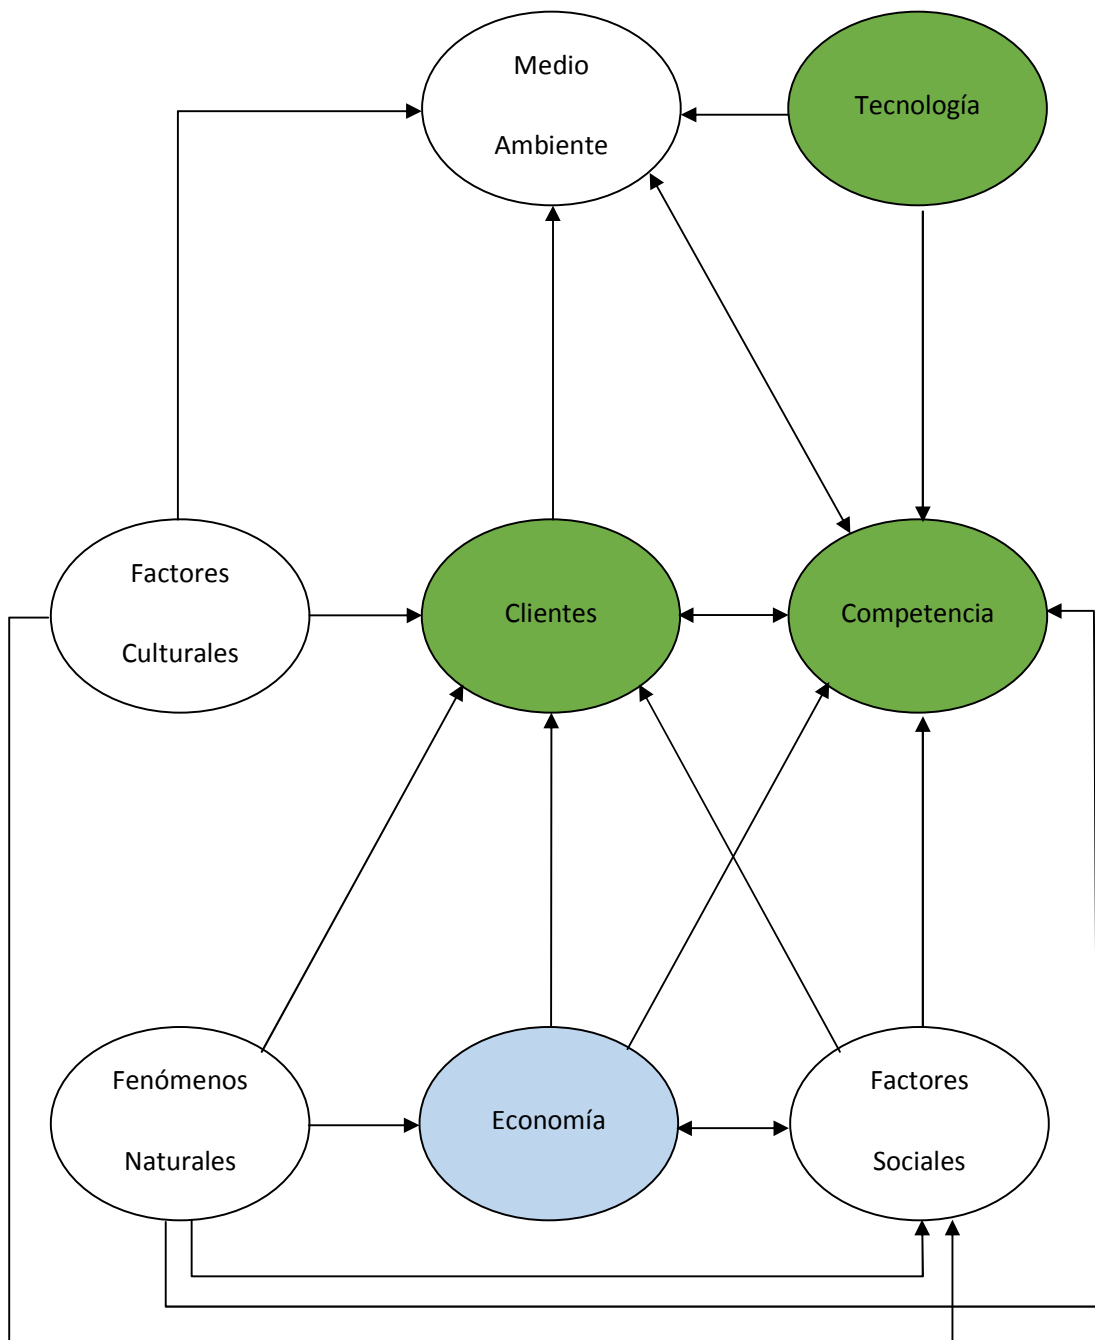 Medio
Ambiente
Tecnología
Factores
Culturales
Clientes
Competencia
Fenómenos
Naturales
Economía
Factores
Sociales